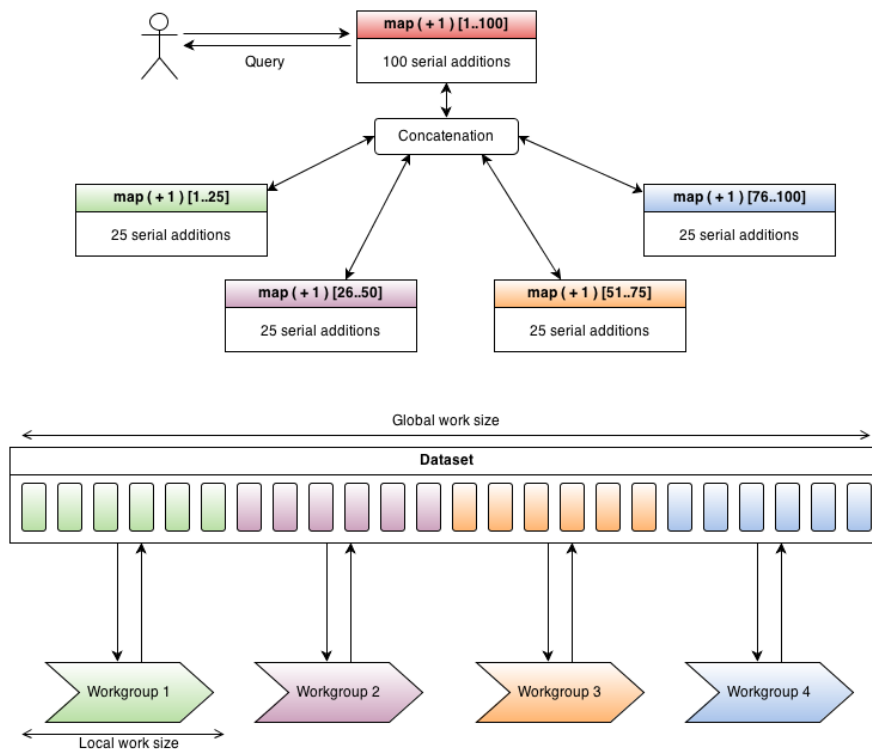 map ( + 1 ) [1..100]
Query
100 serial additions
Concatenation
map ( + 1 ) [1..25]
25 serial additions
map ( + 1 ) [76..100]
25 serial additions
map ( + 1 ) [26..50]
25 serial additions
map ( + 1 ) [51..75]
25 serial additions
Global work size
Dataset
Workgroup 1
Workgroup 2
Workgroup 3
Workgroup 4
Local work size